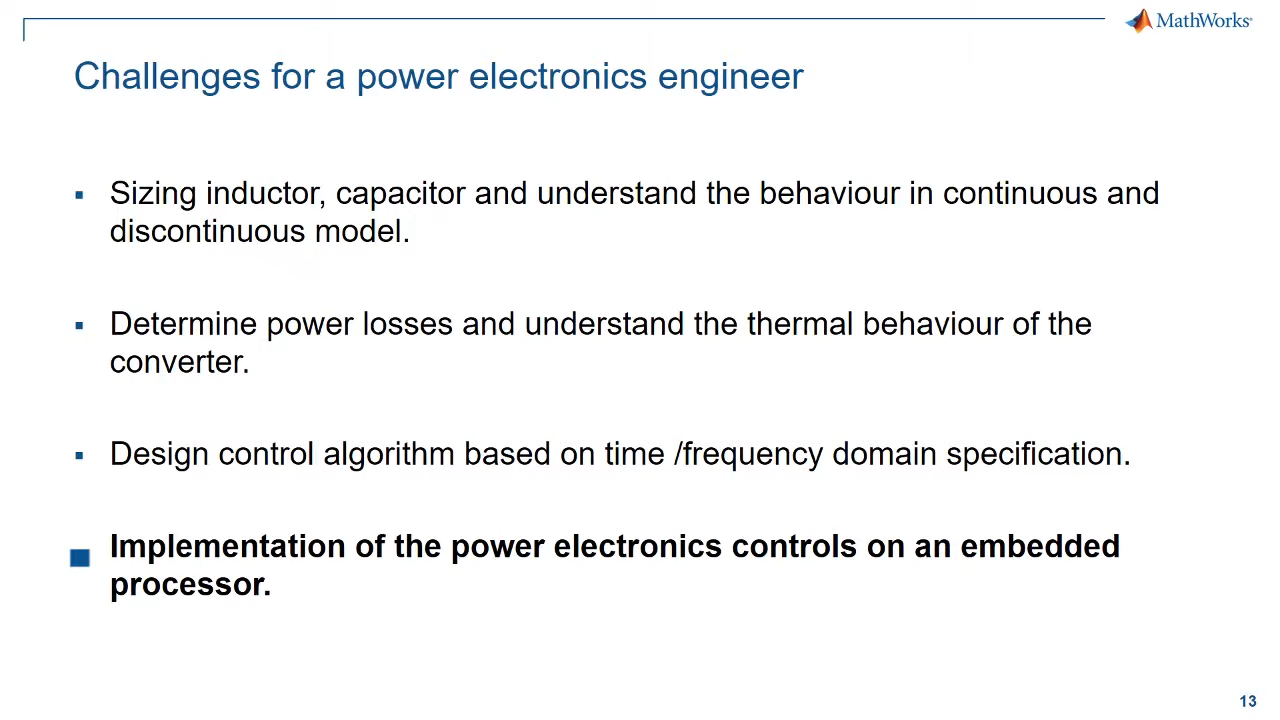 MathWorks®
Challenges for a power electronics engineer
▪ Sizing inductor, capacitor and understand the behaviour in continuous and
discontinuous model.
▪ Determine power losses and understand the thermal behaviour of the
converter.
▪ Design control algorithm based on time /frequency domain specification.
■ Implementation of the power electronics controls on an embedded
processor.
13